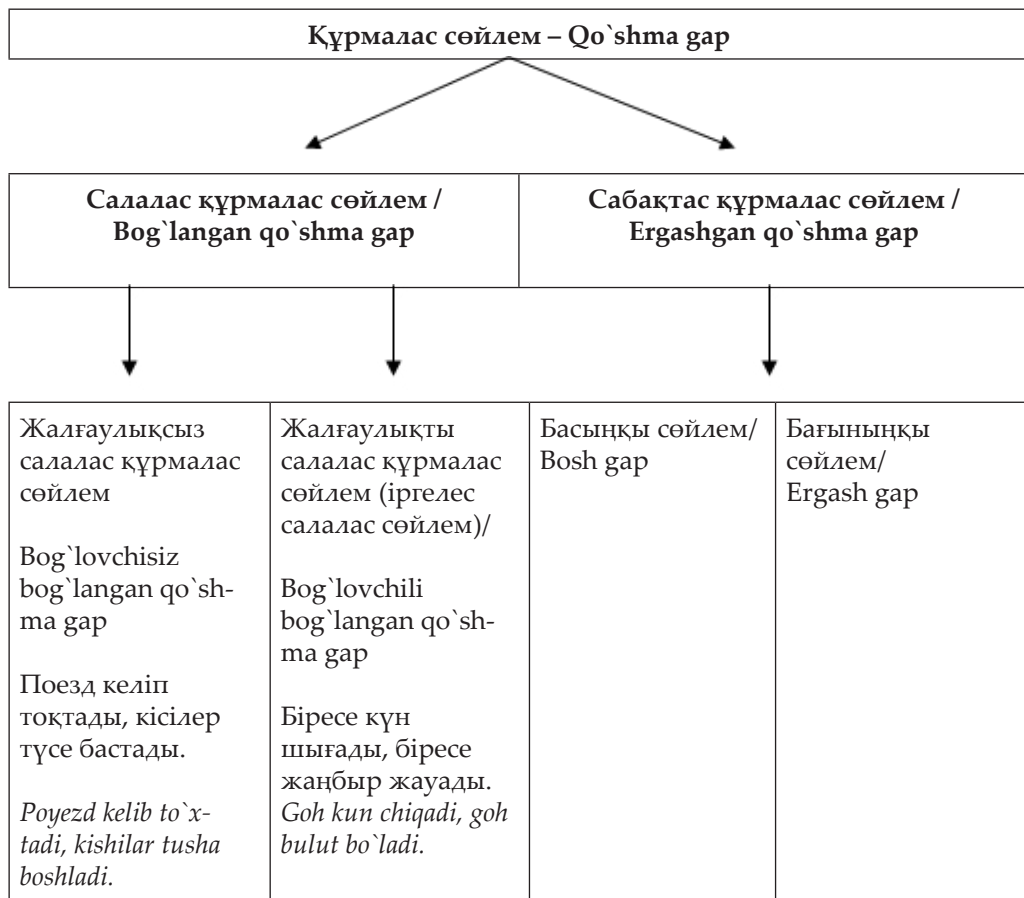 Құрмалас сөйлем – Qo`shma gap
Салалас құрмалас сөйлем /
Bog`langan qo`shma gap
Сабақтас құрмалас сөйлем /
Ergashgan qo`shma gap
Жалғаулықсыз
салалас құрмалас
сөйлем
Bog`lovchisiz
bog`langan qo`sh-
ma gap
Поезд келіп
тоқтады, кісілер
түсе бастады.
Poyezd kelib to`x-
tadi, kishilar tusha
boshladi.
Жалғаулықты
салалас құрмалас
сөйлем (іргелес
салалас сөйлем)/
Bog`lovchili
bog`langan qo`sh-
ma gap
Біресе күн
шығады, біресе
жаңбыр жауады.
Goh kun chiqadi, goh
bulut bo`ladi.
Басыңқы сөйлем/
Bosh gap
Бағыныңқы
сөйлем/
Ergash gap